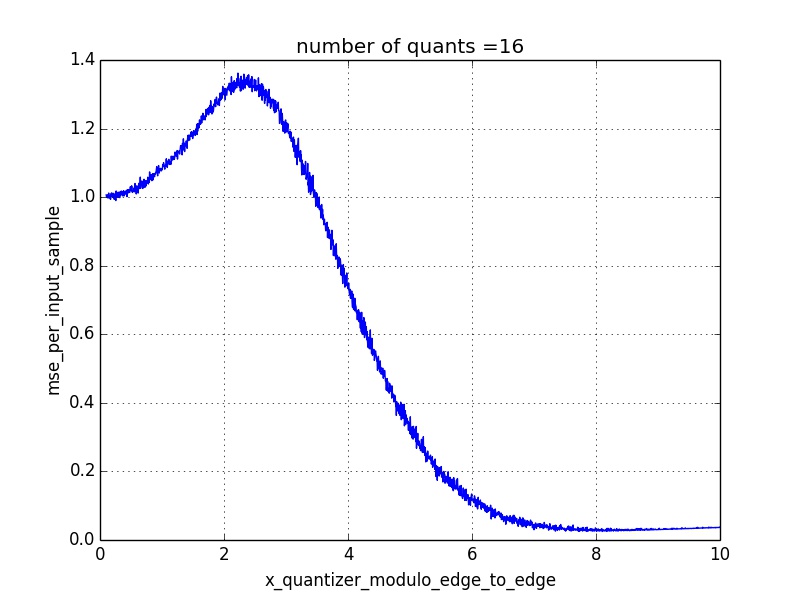 number of quants =16
1.4
1.2
1.0
0.8
0.6
0.4
0.2
0.0
mse_per_input_sample
0 2 4 6 8 10
x_quantizer_modulo_edge_to_edge